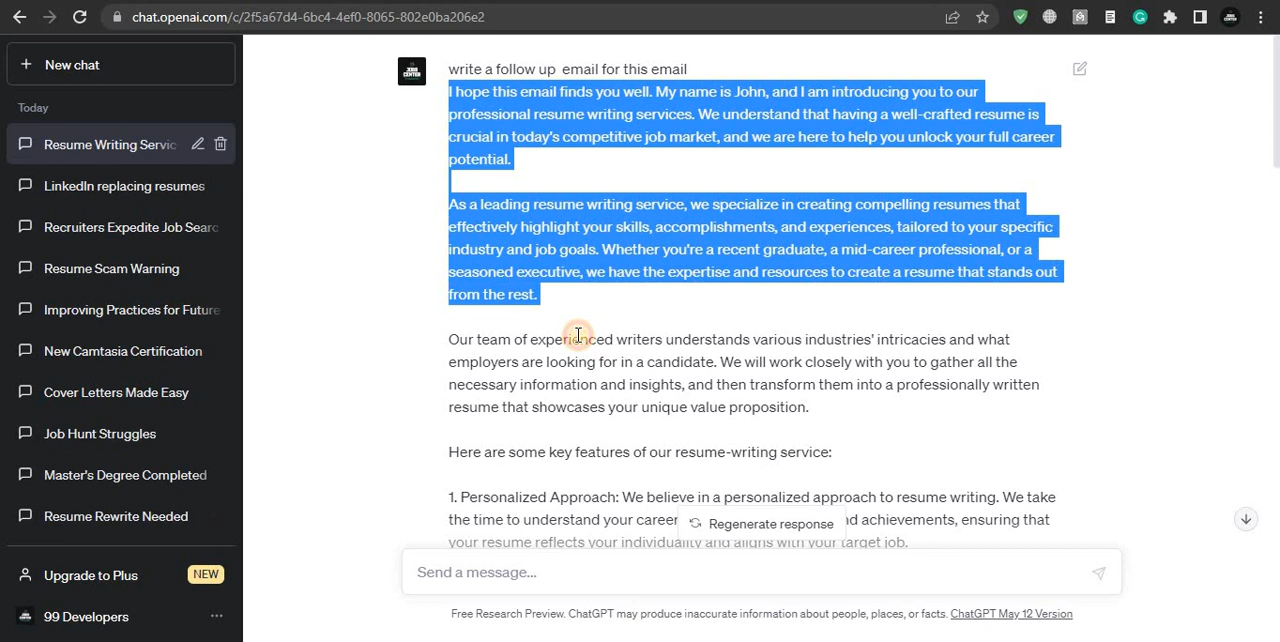 chat.openai.com/c/2f5a67d4-6bc4-4ef0-8065-802e0ba206e2
New chat
Today
Resume Writing Servic
LinkedIn replacing resumes
Recruiters Expedite Job Searc
Resume Scam Warning
Improving Practices for Future
New Camtasia Certification
Cover Letters Made Easy
Job Hunt Struggles
Master's Degree Completed
Resume Rewrite Needed
Upgrade to Plus
NEW
99 Developers
write a follow up  email for this email
I hope this email finds you well. My name is John, and I am introducing you to our
professional resume writing services. We understand that having a well-crafted resume is
crucial in today's competitive job market, and we are here to help you unlock your full career
potential.
As a leading resume writing service, we specialize in creating compelling resumes that
effectively highlight your skills, accomplishments, and experiences, tailored to your specific
industry and job goals. Whether you're a recent graduate, a mid-career professional, or a
seasoned executive, we have the expertise and resources to create a resume that stands out
from the rest.
Our team of experienced writers understands various industries' intricacies and what
employers are looking for in a candidate. We will work closely with you to gather all the
necessary information and insights, and then transform them into a professionally written
resume that showcases your unique value proposition.
Here are some key features of our resume-writing service:
1. Personalized Approach: We believe in a personalized approach to resume writing. We take
the time to understand your career
d achievements, ensuring that
your resume reflects your individuality and aligns with your target job.
Regenerate response
Send a message...
Free Research Preview. ChatGPT may produce inaccurate information about people, places, or facts. ChatGPT May 12 Version